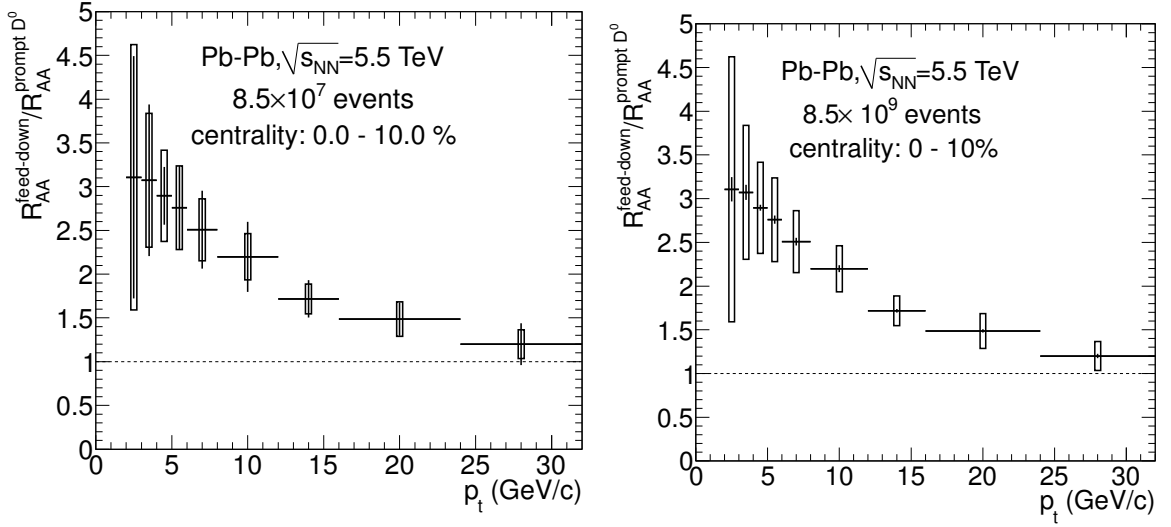 R_AA^feed-down/R_AA^prompt D^0
5
4.5
4
3.5
3
2.5
2
1.5
1
0.5
0
Pb-Pb,√s_NN=5.5 TeV
8.5×10^7 events
centrality: 0.0 - 10.0 %
0 5 10 15 20 25 30
p_t (GeV/c)
R_AA^feed-down/R_AA^prompt D^0
5
4.5
4
3.5
3
2.5
2
1.5
1
0.5
0
Pb-Pb,√s_NN=5.5 TeV
8.5× 10^9 events
centrality: 0 - 10%
0 5 10 15 20 25 30
p_t (GeV/c)